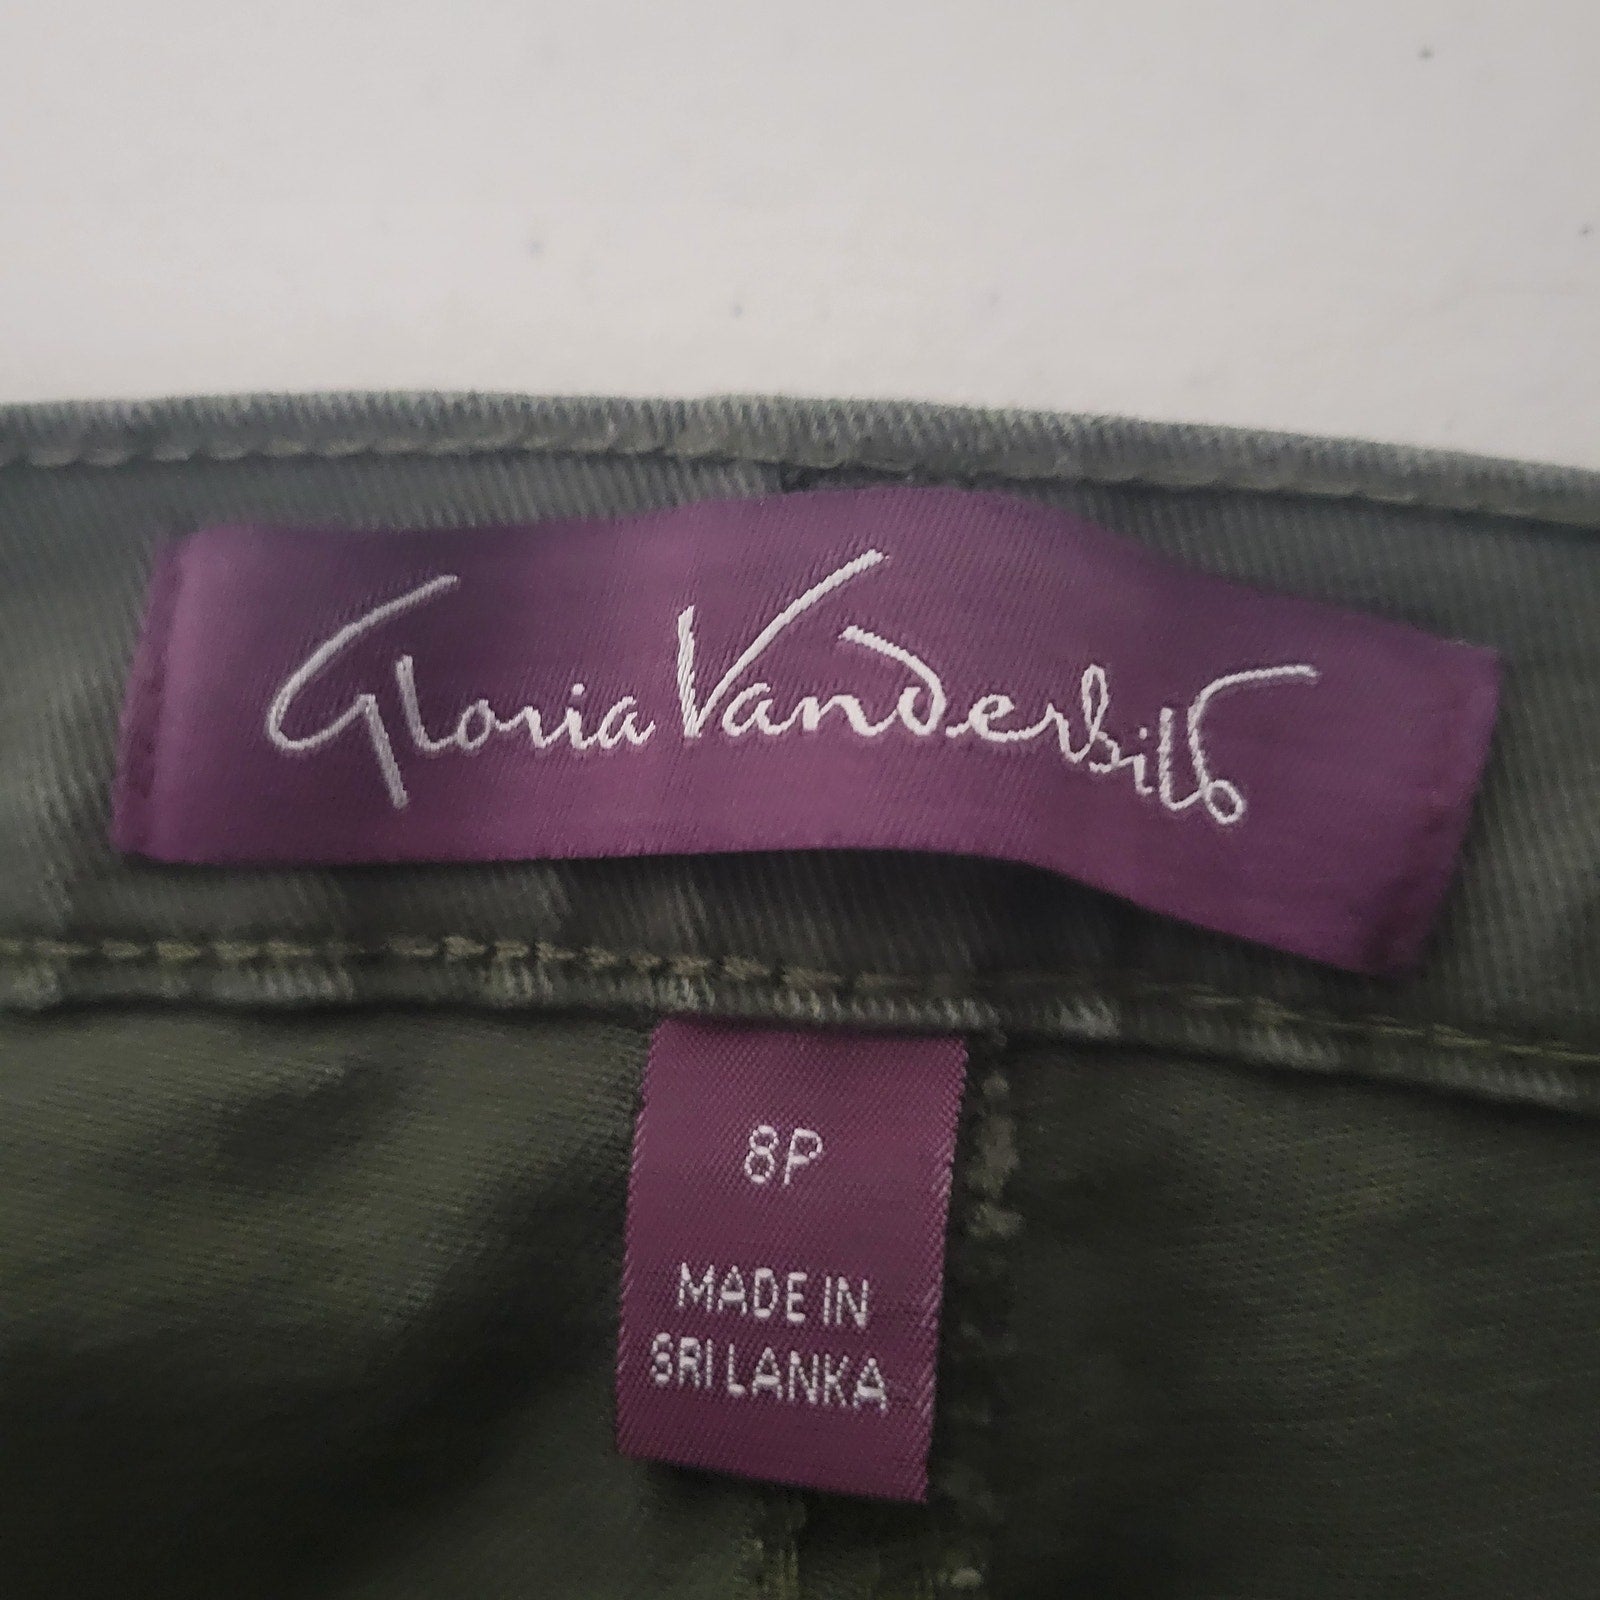 Gloria Vanderbilt
8P
MADE IN
SRI LANKA